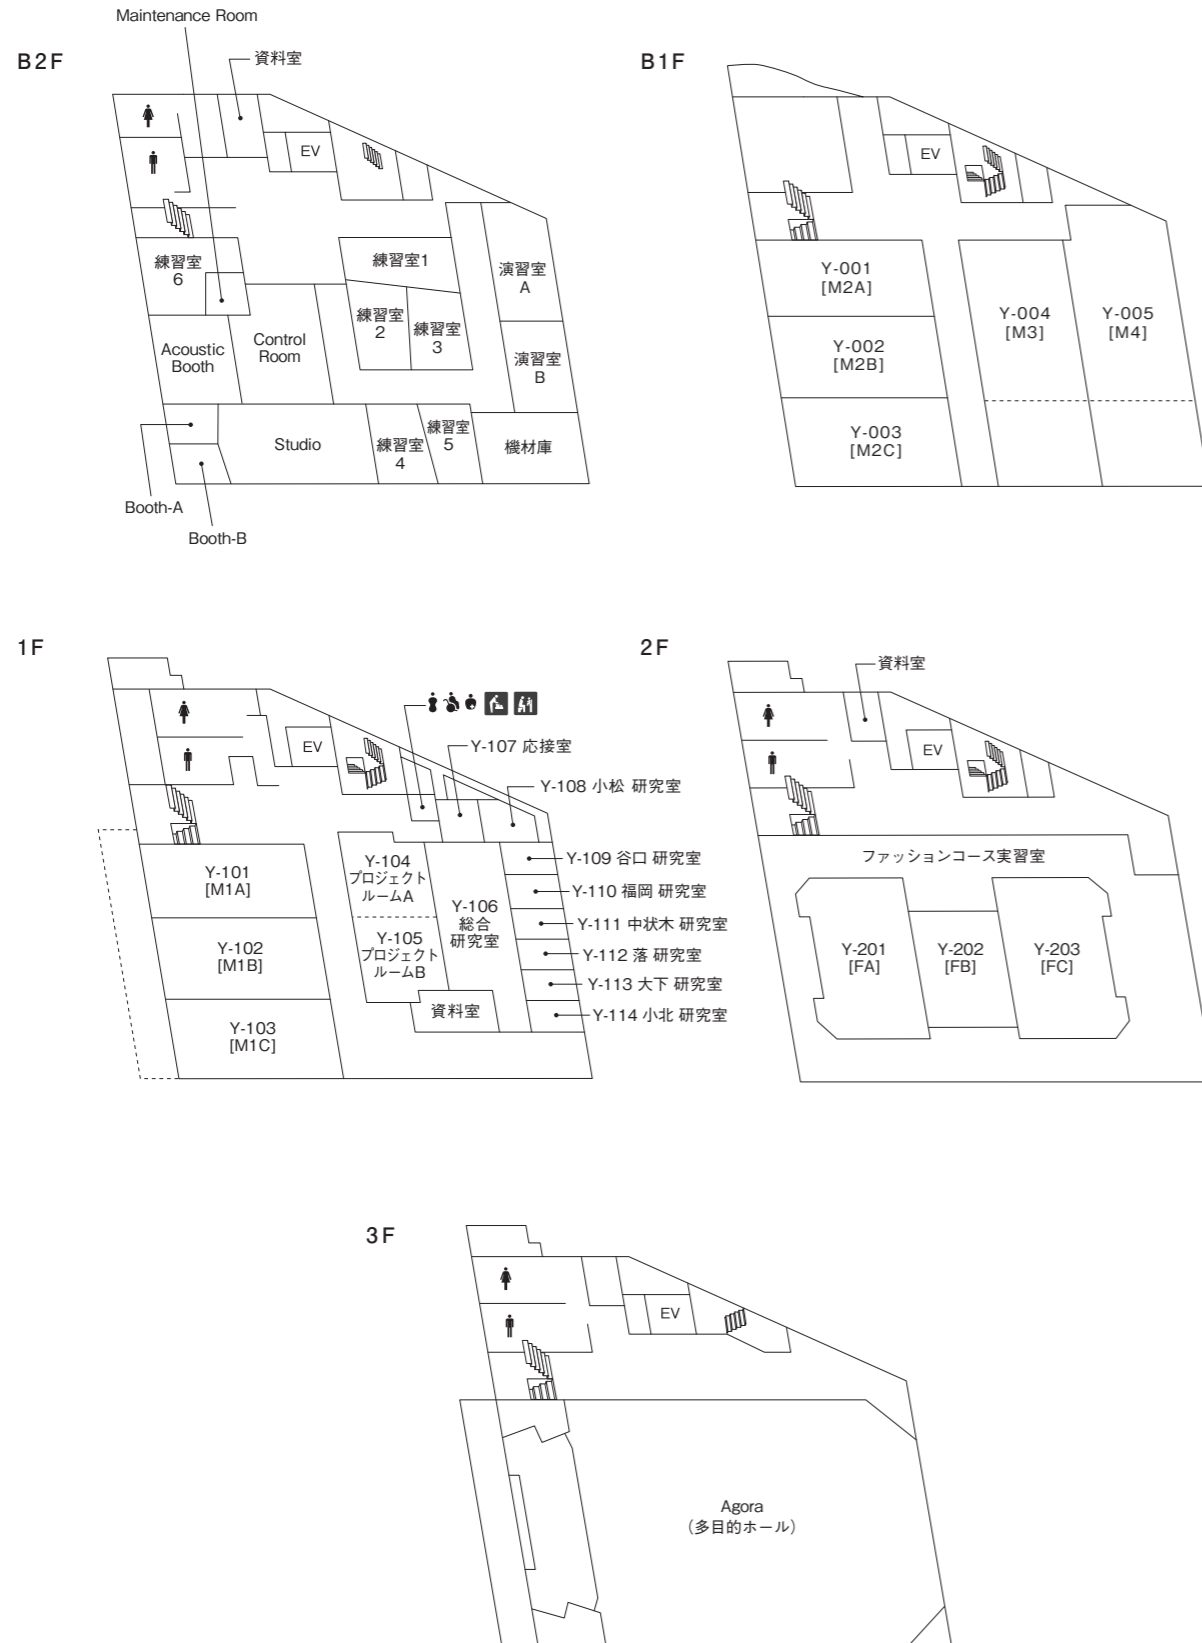 Maintenance Room
B2F
資料室
EV
練習室
6
練習室1
演習室
A
練習室
2
練習室
3
Acoustic
Booth
Control
Room
演習室
B
Studio
練習室
4
練習室
5
機材庫
Booth-A
Booth-B
B1F
EV
Y-001
[M2A]
Y-004
[M3]
Y-005
[M4]
Y-002
[M2B]
Y-003
[M2C]
1F
EV
Y-107 応接室
Y-108 小松 研究室
Y-101
[M1A]
Y-104
プロジェクト
ルームA
Y-109 谷口 研究室
Y-110 福岡 研究室
Y-106
総合
研究室
Y-111 中状木 研究室
Y-102
[M1B]
Y-105
プロジェクト
ルームB
Y-112 落 研究室
Y-113 大下 研究室
資料室
Y-114 小北 研究室
Y-103
[M1C]
2F
資料室
EV
ファッションコース実習室
Y-201
[FA]
Y-202
[FB]
Y-203
[FC]
3F
EV
Agora
(多目的ホール)